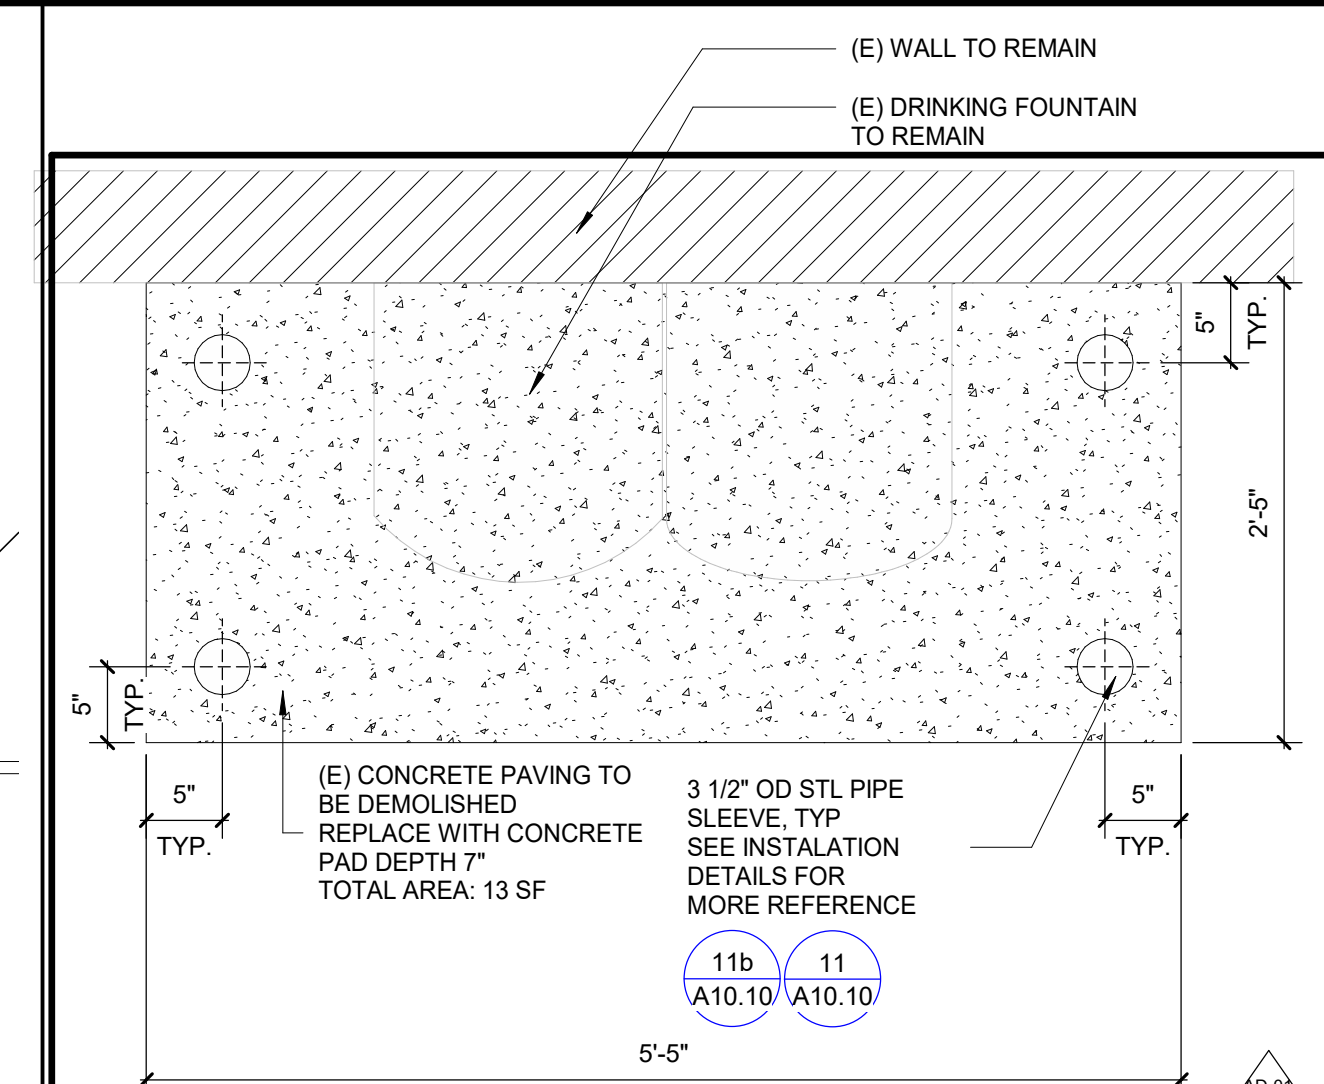 (E) WALL TO REMAIN
(E) DRINKING FOUNTAIN
TO REMAIN
5"
TYP.
2'-5"
5"
TYP.
5"
TYP.
(E) CONCRETE PAVING TO
BE DEMOLISHED
REPLACE WITH CONCRETE
PAD DEPTH 7"
TOTAL AREA: 13 SF
3 1/2" OD STL PIPE
SLEEVE, TYP
SEE INSTALATION
DETAILS FOR
MORE REFERENCE
5"
TYP.
11b
A10.10
11
A10.10
5'-5"